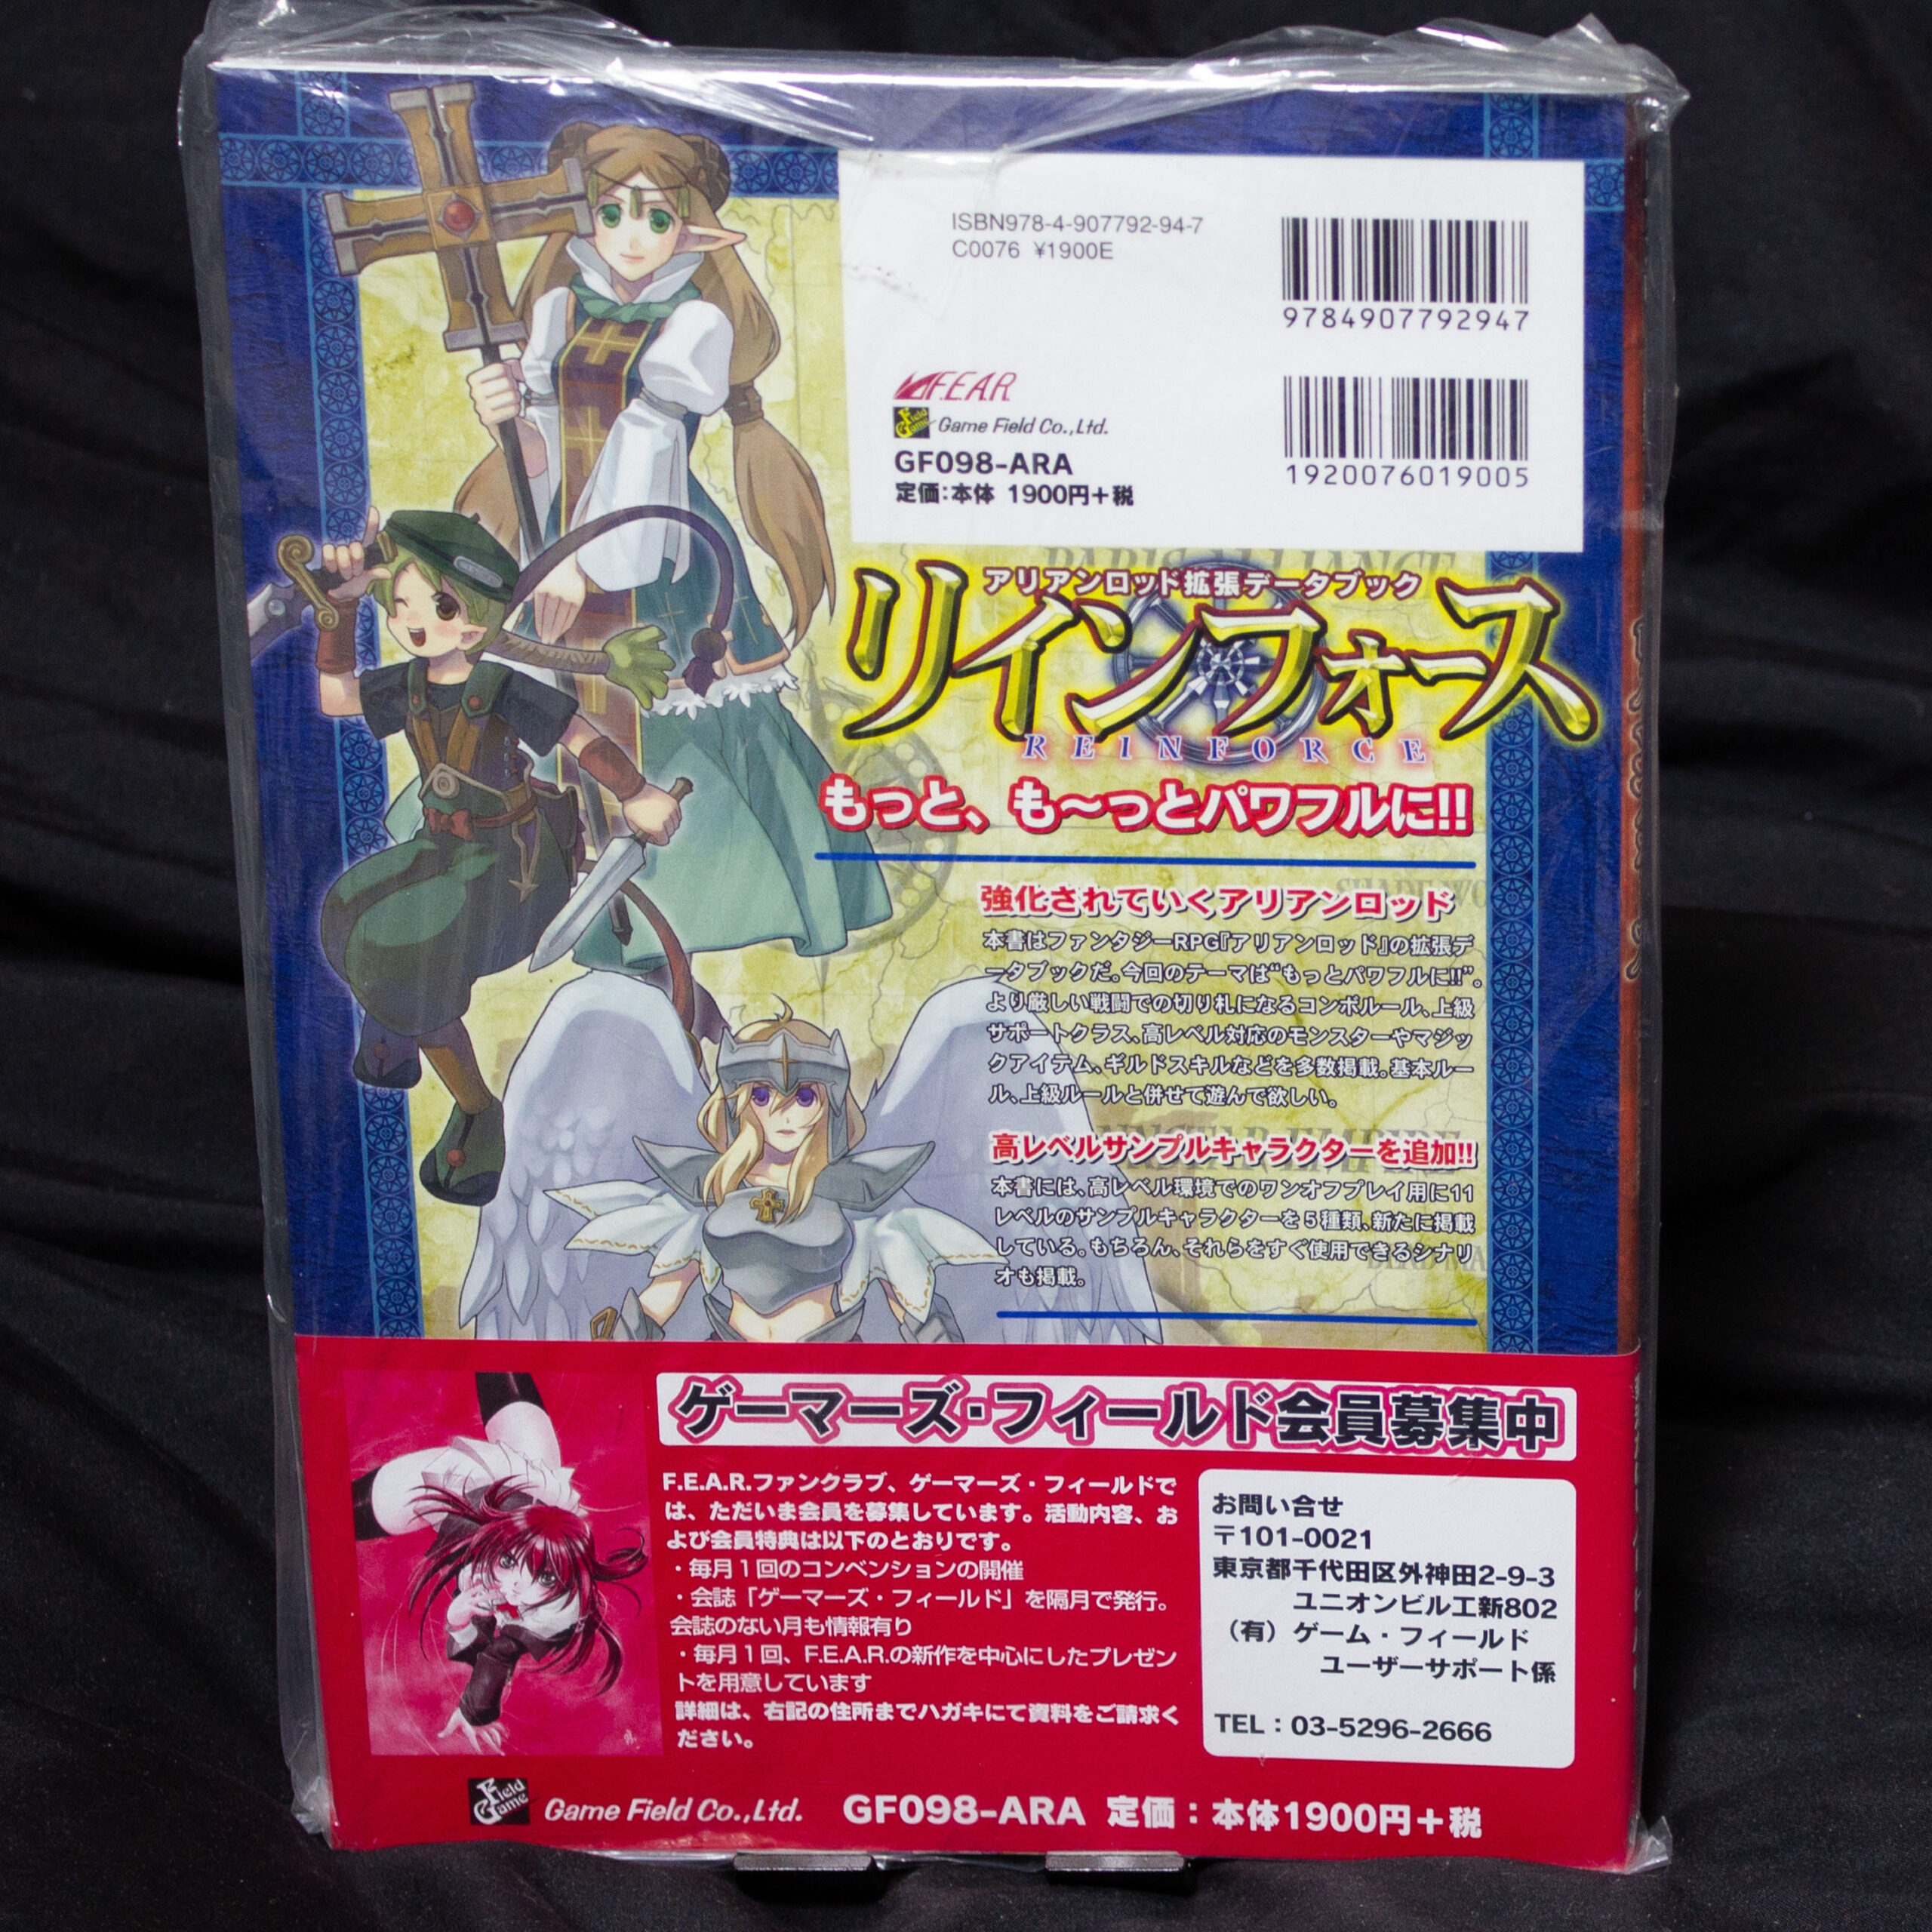 ISBN978-4-907792-94-7
C0076 ¥1900E
9784907792947
F.E.A.R.
Field Game
Game Field Co.,Ltd.
GF098-ARA
定価:本体 1900円+税
1920076019005
アリアンロッド拡張データブック
リインフォース
REINFORCE
もっと、も〜っとパワフルに!!
強化されていくアリアンロッド
本書はファンタジーRPG『アリアンロッド』の拡張デ
ータブックだ。今回のテーマは“もっとパワフルに!!”。
より厳しい戦闘での切り札になるコンボルール、上級
サポートクラス、高レベル対応のモンスターやマジッ
クアイテム、ギルドスキルなどを多数掲載。基本ルー
ル、上級ルールと併せて遊んで欲しい。
高レベルサンプルキャラクターを追加!!
本書には、高レベル環境でのワンオフプレイ用に11
レベルのサンプルキャラクターを5種類、新たに掲載
している。もちろん、それらをすぐ使用できるシナリ
オも掲載。
ゲーマーズ・フィールド会員募集中
F.E.A.R.ファンクラブ、ゲーマーズ・フィールドで
は、ただいま会員を募集しています。活動内容、お
よび会員特典は以下のとおりです。
・毎月1回のコンベンションの開催
・会誌「ゲーマーズ・フィールド」を隔月で発行。
会誌のない月も情報有り
・毎月1回、F.E.A.R.の新作を中心にしたプレゼン
トを用意しています
詳細は、右記の住所までハガキにて資料をご請求く
ださい。
お問い合せ
〒101-0021
東京都千代田区外神田2-9-3
ユニオンビル工新802
(有)ゲーム・フィールド
ユーザーサポート係
TEL:03-5296-2666
Field Game
Game Field Co.,Ltd.
GF098-ARA 定価:本体1900円+税